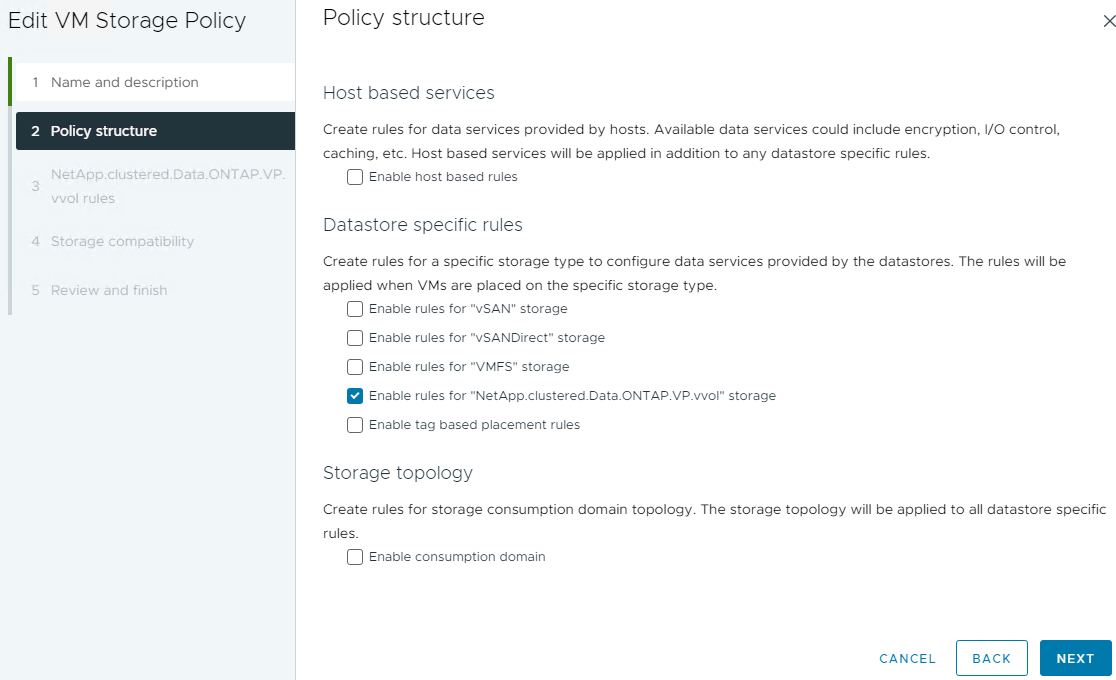 Edit VM Storage Policy
1 Name and description
2 Policy structure
3 NetApp.clustered.Data.ONTAP.VP.
vvol rules
4 Storage compatibility
5 Review and finish
Policy structure
Host based services
Create rules for data services provided by hosts. Available data services could include encryption, I/O control,
caching, etc. Host based services will be applied in addition to any datastore specific rules.
Enable host based rules
Datastore specific rules
Create rules for a specific storage type to configure data services provided by the datastores. The rules will be
applied when VMs are placed on the specific storage type.
Enable rules for "vSAN" storage
Enable rules for "vSANDirect" storage
Enable rules for "VMFS" storage
Enable rules for "NetApp.clustered.Data.ONTAP.VP.vvol" storage
Enable tag based placement rules
Storage topology
Create rules for storage consumption domain topology. The storage topology will be applied to all datastore specific
rules.
Enable consumption domain
CANCEL
BACK
NEXT